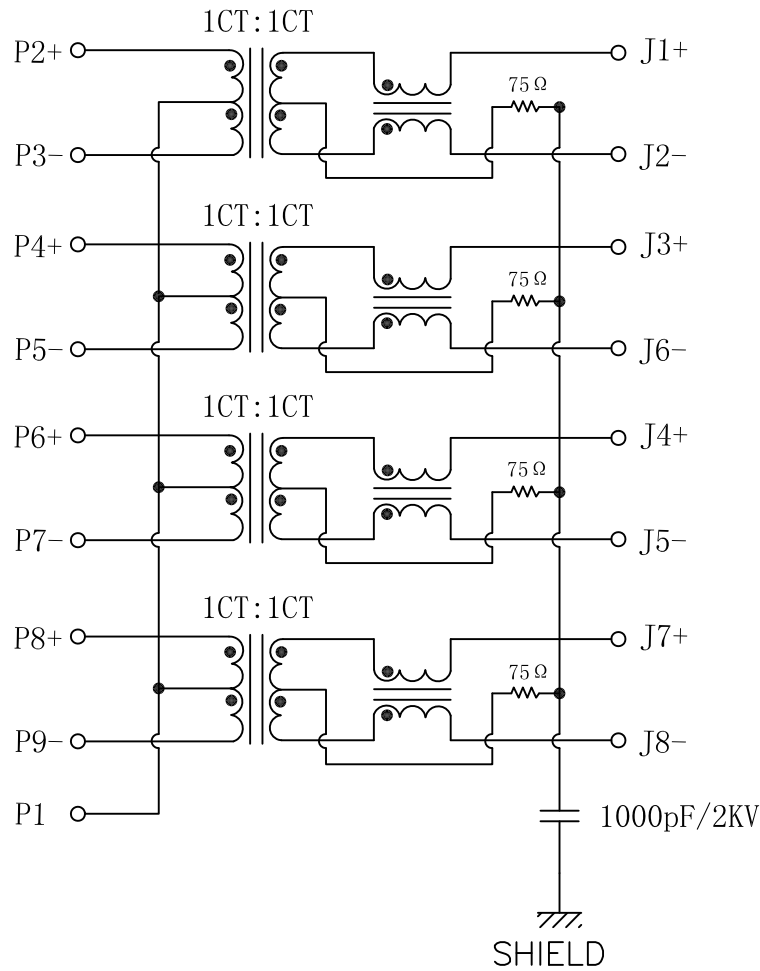 1CT:1CT
P2+
J1+
75Ω
P3-
J2-
1CT:1CT
P4+
J3+
75Ω
P5-
J6-
1CT:1CT
P6+
J4+
75Ω
P7-
J5-
1CT:1CT
P8+
J7+
75Ω
P9-
J8-
P1
1000pF/2KV
SHIELD